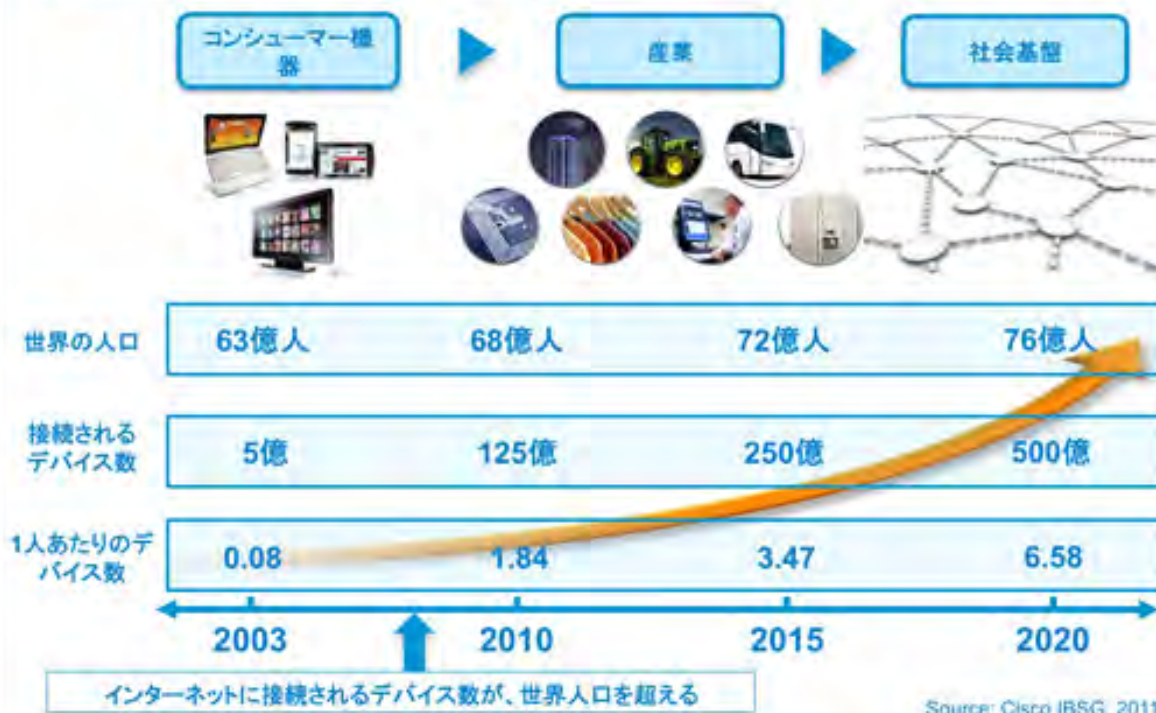 コンシューマー機
器
産業
社会基盤
世界の人口
63億人
68億人
72億人
76億人
接続される
デバイス数
5億
125億
250億
500億
1人あたりのデ
バイス数
0.08
1.84
3.47
6.58
2003
2010
2015
2020
インターネットに接続されるデバイス数が、世界人口を超える
Source: Cisco IBSG, 2011